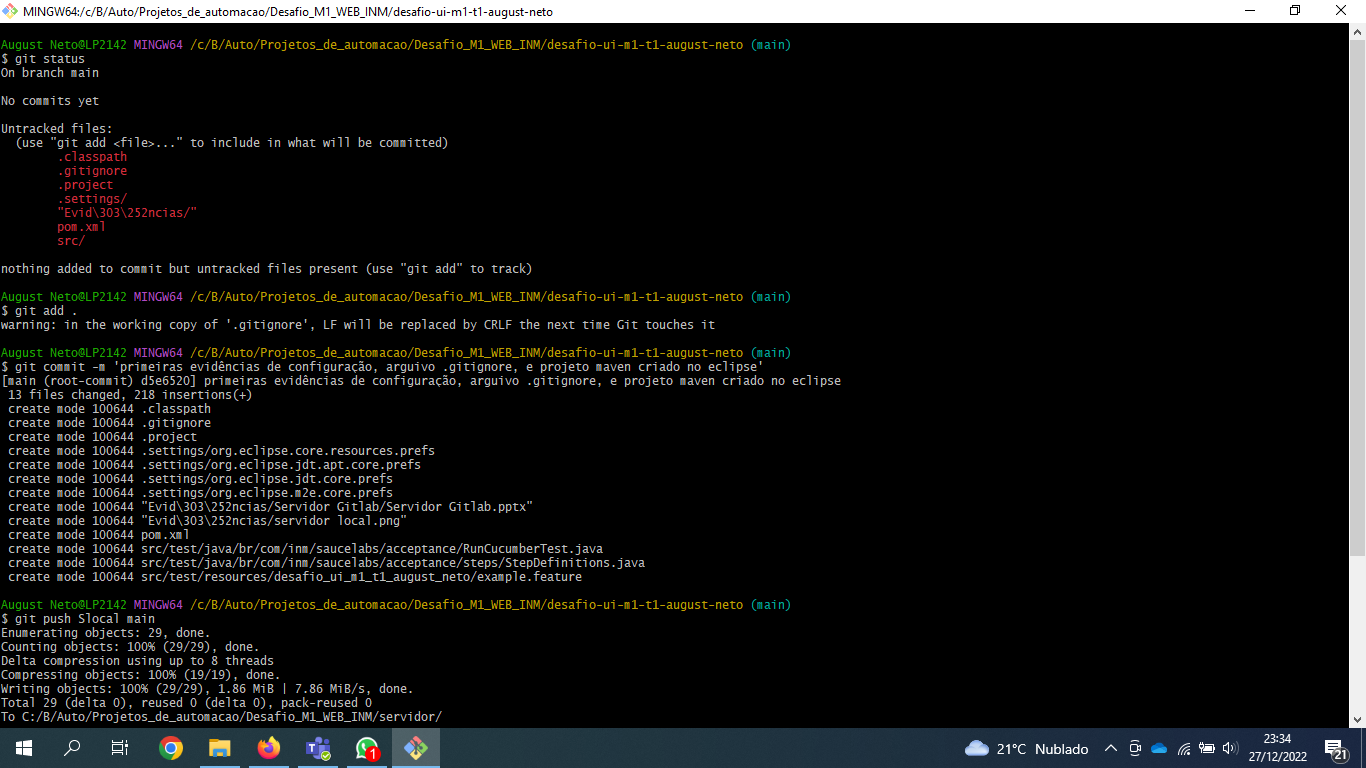 MINGW64:/c/B/Auto/Projetos_de_automacao/Desafio_M1_WEB_INM/desafio-ui-m1-t1-august-neto
August Neto@LP2142 MINGW64 /c/B/Auto/Projetos_de_automacao/Desafio_M1_WEB_INM/desafio-ui-m1-t1-august-neto (main)
$ git status
On branch main
No commits yet
Untracked files:
(use "git add <file>..." to include in what will be committed)
.classpath
.gitignore
.project
.settings/
"Evid\303\252ncias/"
pom.xml
src/
nothing added to commit but untracked files present (use "git add" to track)
August Neto@LP2142 MINGW64 /c/B/Auto/Projetos_de_automacao/Desafio_M1_WEB_INM/desafio-ui-m1-t1-august-neto (main)
$ git add .
warning: in the working copy of '.gitignore', LF will be replaced by CRLF the next time Git touches it
August Neto@LP2142 MINGW64 /c/B/Auto/Projetos_de_automacao/Desafio_M1_WEB_INM/desafio-ui-m1-t1-august-neto (main)
$ git commit -m 'primeiras evidências de configuração, arguivo .gitignore, e projeto maven criado no eclipse'
[main (root-commit) d5e6520] primeiras evidências de configuração, arguivo .gitignore, e projeto maven criado no eclipse
13 files changed, 218 insertions(+)
create mode 100644 .classpath
create mode 100644 .gitignore
create mode 100644 .project
create mode 100644 .settings/org.eclipse.core.resources.prefs
create mode 100644 .settings/org.eclipse.jdt.apt.core.prefs
create mode 100644 .settings/org.eclipse.jdt.core.prefs
create mode 100644 .settings/org.eclipse.m2e.core.prefs
create mode 100644 "Evid\303\252ncias/Servidor Gitlab/Servidor Gitlab.pptx"
create mode 100644 "Evid\303\252ncias/servidor local.png"
create mode 100644 pom.xml
create mode 100644 src/test/java/br/com/inm/saucelabs/acceptance/RunCucumberTest.java
create mode 100644 src/test/java/br/com/inm/saucelabs/acceptance/steps/StepDefinitions.java
create mode 100644 src/test/resources/desafio_ui_m1_t1_august_neto/example.feature
August Neto@LP2142 MINGW64 /c/B/Auto/Projetos_de_automacao/Desafio_M1_WEB_INM/desafio-ui-m1-t1-august-neto (main)
$ git push Slocal main
Enumerating objects: 29, done.
Counting objects: 100% (29/29), done.
Delta compression using up to 8 threads
Compressing objects: 100% (19/19), done.
Writing objects: 100% (29/29), 1.86 MiB | 7.86 MiB/s, done.
Total 29 (delta 0), reused 0 (delta 0), pack-reused 0
To C:/B/Auto/Projetos_de_automacao/Desafio_M1_WEB_INM/servidor/
1
21°C Nublado
23:34
27/12/2022
21